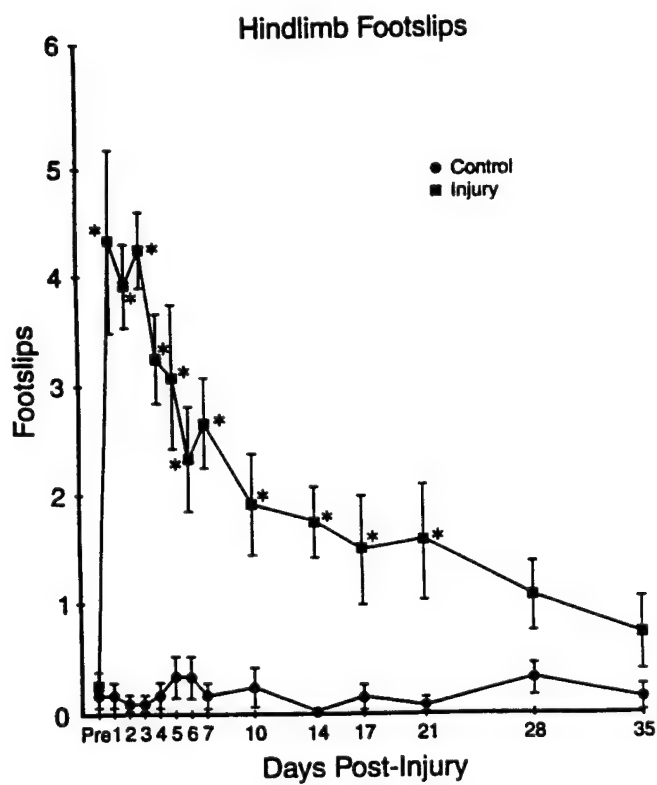 Hindlimb Footslips
6
5
4
3
2
1
0
Footslips
● Control
■ Injury
* * * * * * * * * * *
Pre 1 2 3 4 5 6 7 10 14 17 21 28 35
Days Post-Injury